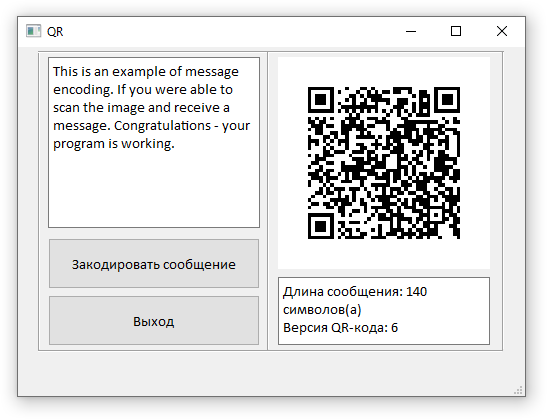 QR
This is an example of message
encoding. If you were able to
scan the image and receive a
message. Congratulations - your
program is working.
Закодировать сообщение
Выход
Длина сообщения: 140
символов(а)
Версия QR-кода: 6